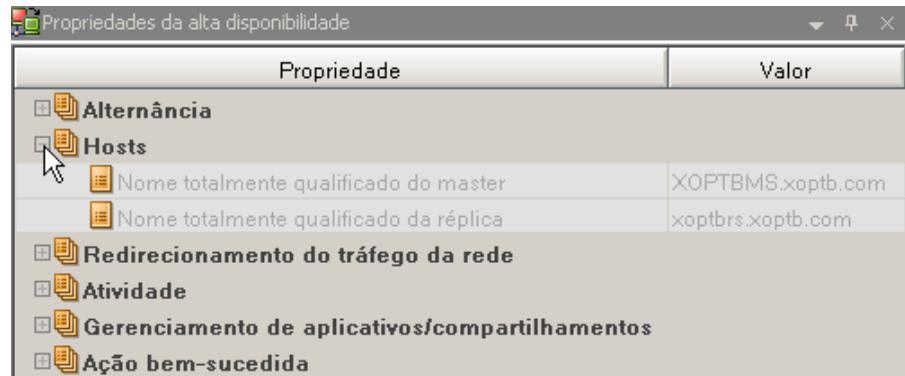 Propriedades da alta disponibilidade
Propriedade Valor
Alternância
Hosts
Nome totalmente qualificado do master XOPTBMS.xoptb.com
Nome totalmente qualificado da réplica xoptbrs.xoptb.com
Redirecionamento do tráfego da rede
Atividade
Gerenciamento de aplicativos/compartilhamentos
Ação bem-sucedida